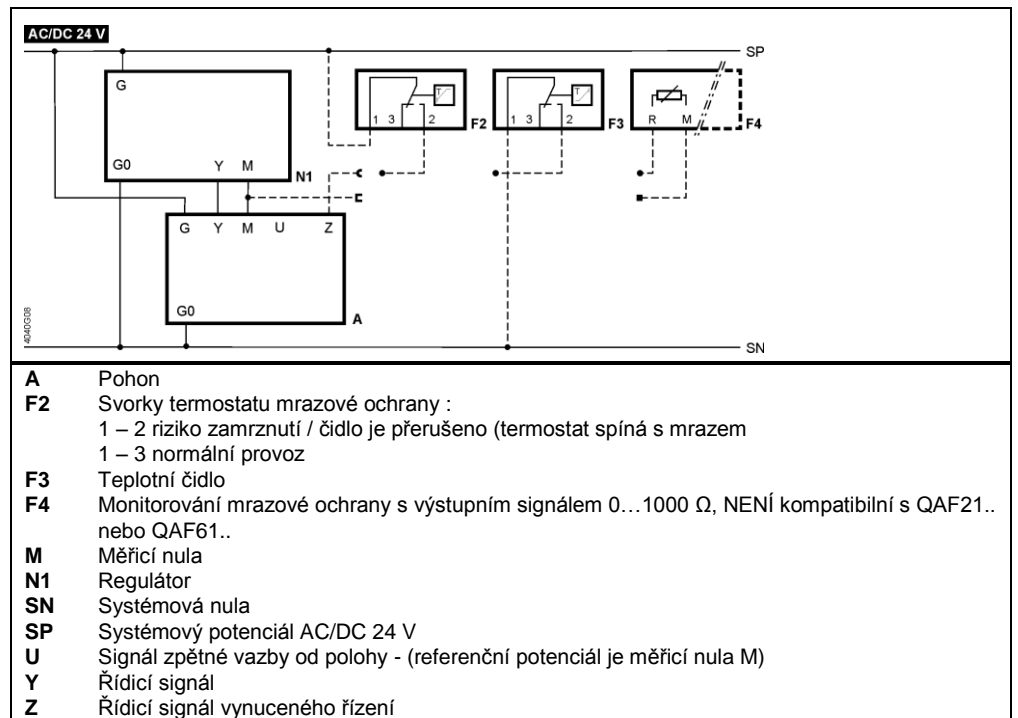 AC/DC 24 V
SP
G
G0 Y M
N1
1 3 2
F2
1 3 2
F3
R M
F4
G Y M U Z
G0
A
4040G08
SN
A Pohon
F2 Svorky termostatu mrazové ochrany :
1 – 2 riziko zamrznutí / čidlo je přerušeno (termostat spíná s mrazem
1 – 3 normální provoz
F3 Teplotní čidlo
F4 Monitorování mrazové ochrany s výstupním signálem 0…1000 Ω, NENÍ kompatibilní s QAF21..
nebo QAF61..
M Měřicí nula
N1 Regulátor
SN Systémová nula
SP Systémový potenciál AC/DC 24 V
U Signál zpětné vazby od polohy - (referenční potenciál je měřicí nula M)
Y Řídicí signál
Z Řídicí signál vynuceného řízení